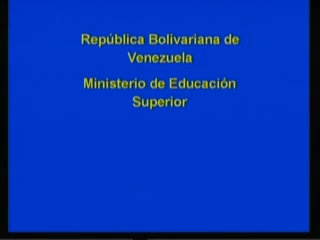 República Bolivariana de
Venezuela
Ministerio de Educación
Superior